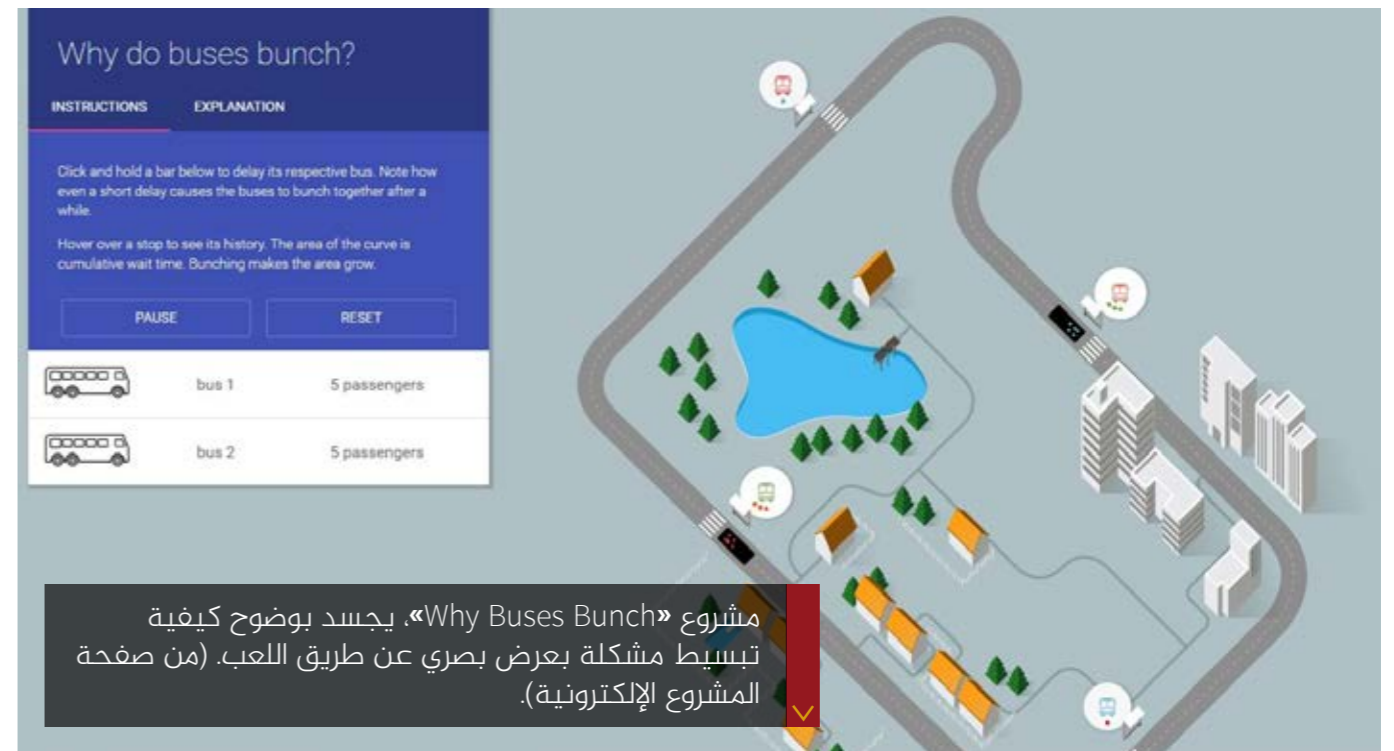 Why do buses bunch?
INSTRUCTIONS EXPLANATION
Click and hold a bar below to delay its respective bus. Note how
even a short delay causes the buses to bunch together after a
while.
Hover over a stop to see its history. The area of the curve is
cumulative wait time. Bunching makes the area grow.
PAUSE RESET
bus 1 5 passengers
bus 2 5 passengers
مشروع «Why Buses Bunch»، يجسد بوضوح كيفية
تبسيط مشكلة بعرض بصري عن طريق اللعب. (من صفحة
المشروع الإلكترونية).